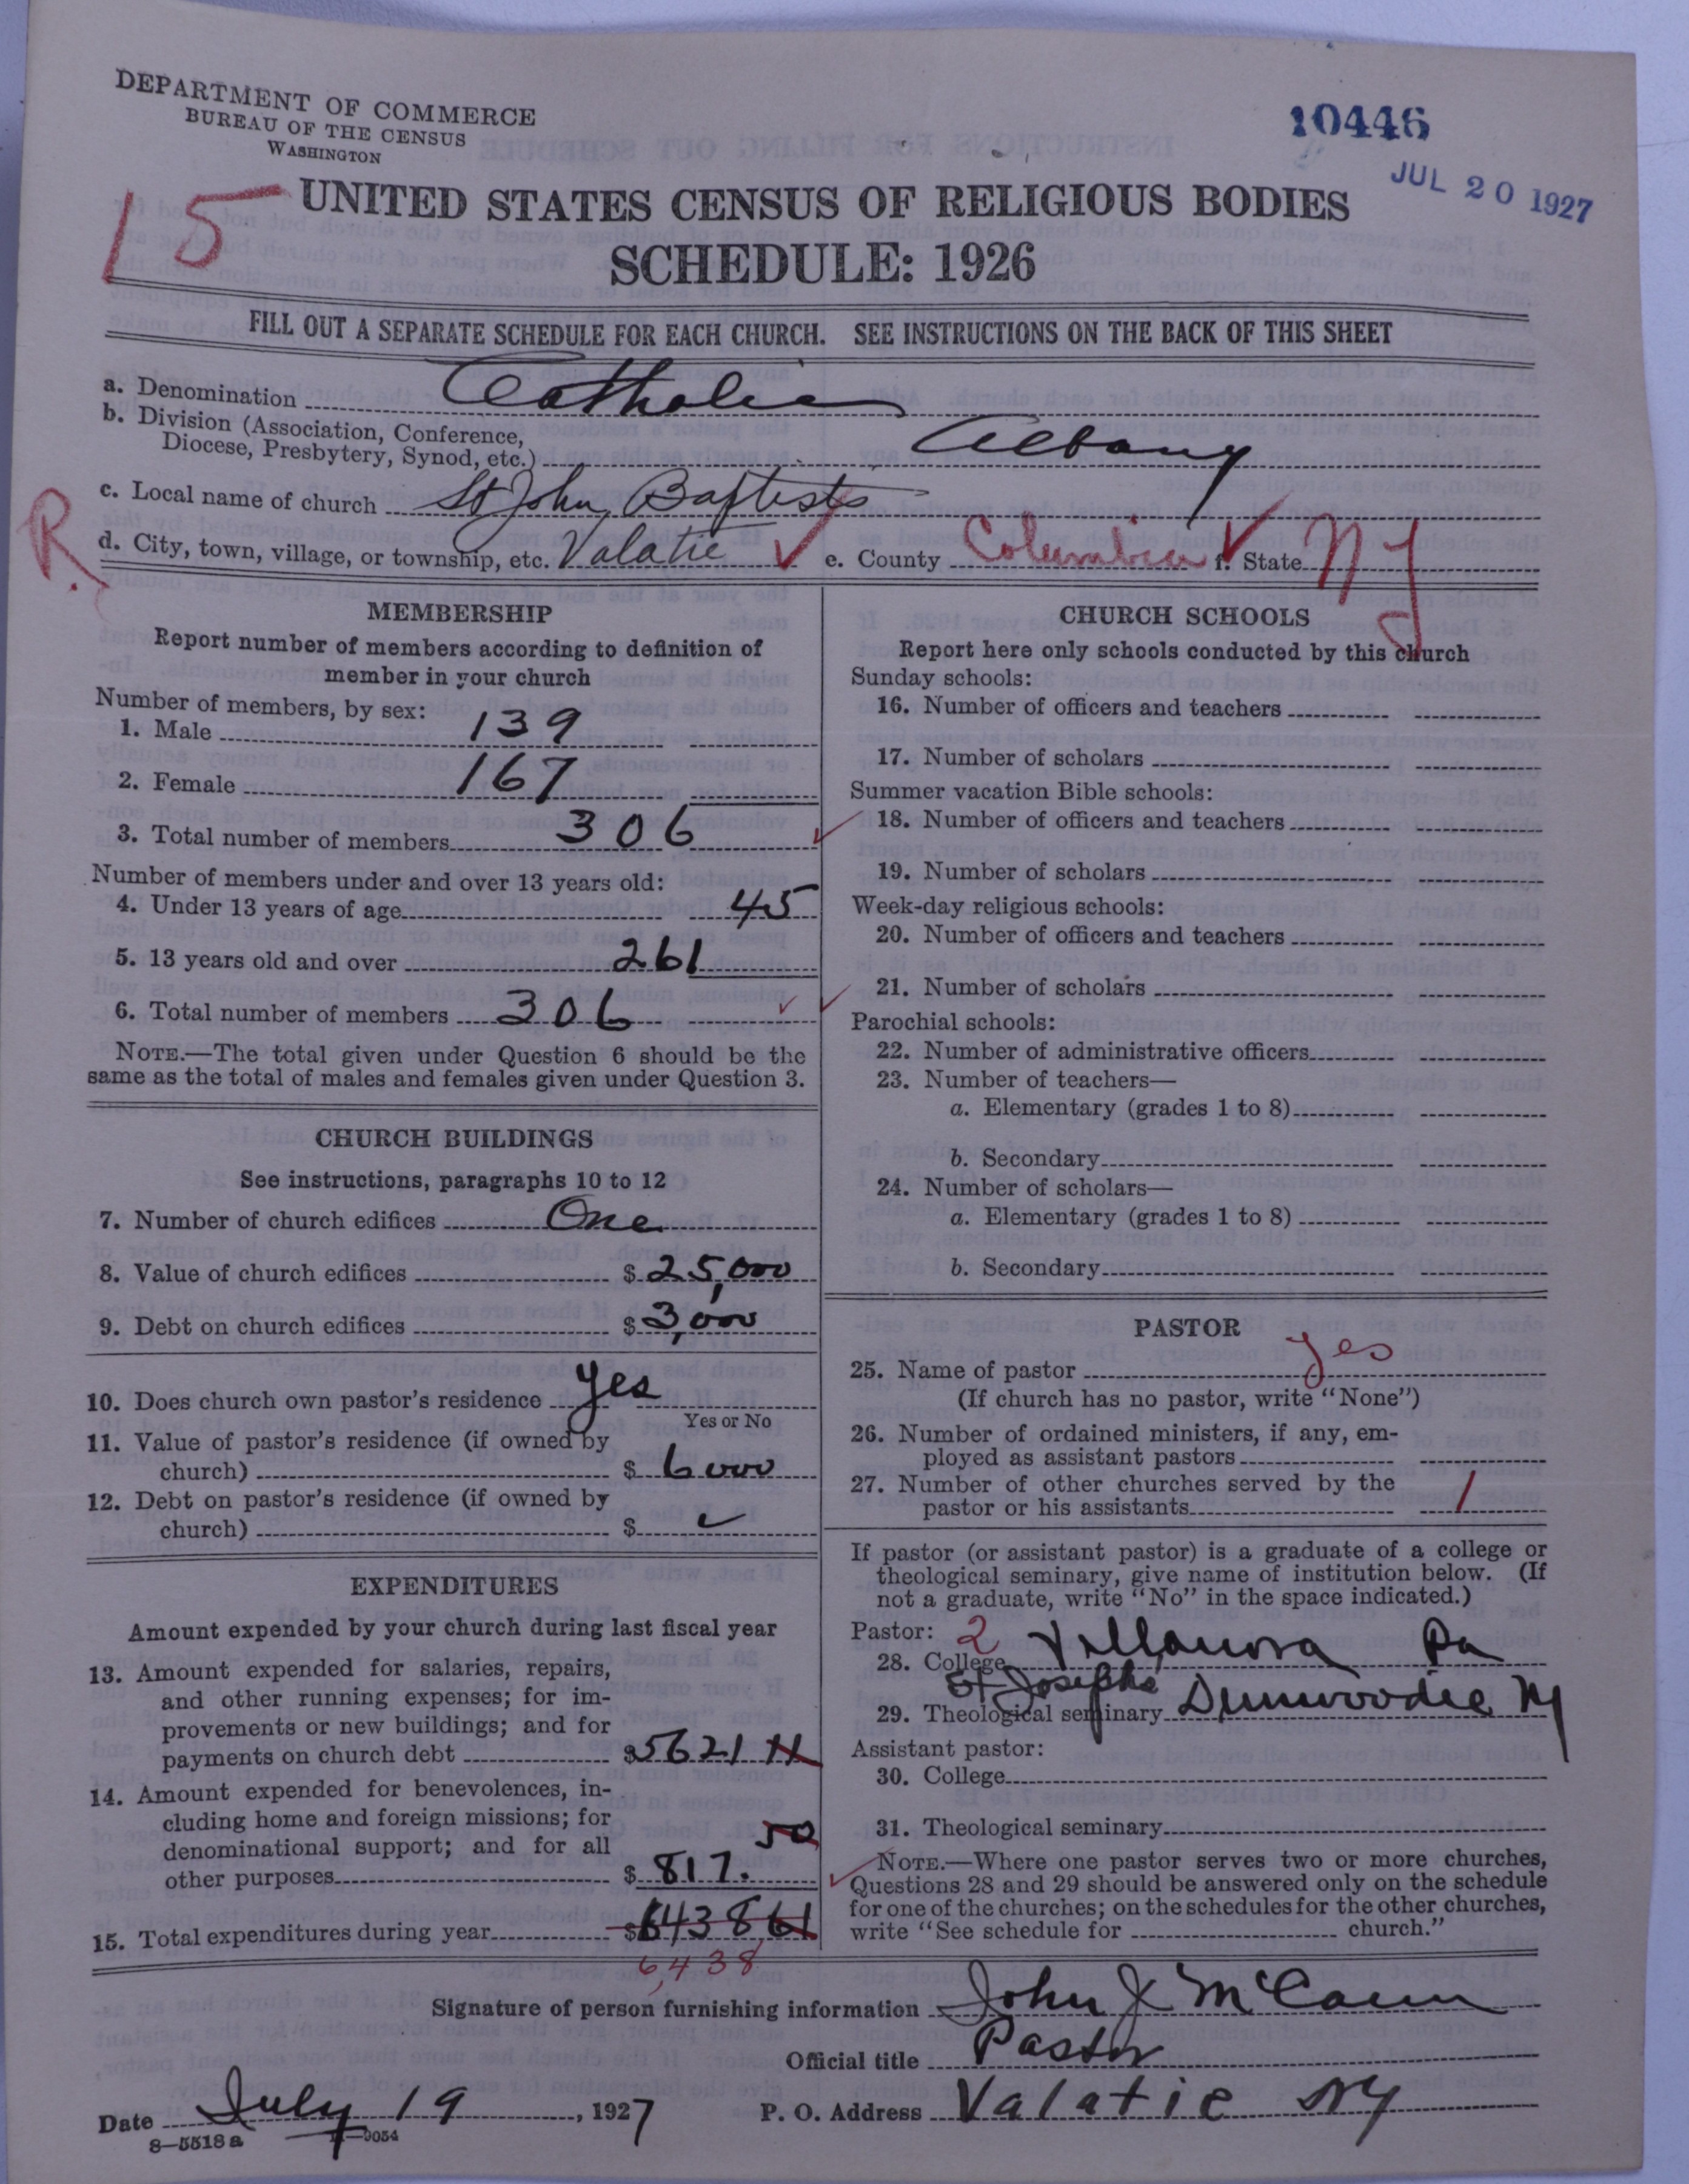 DEPARTMENT OF COMMERCE
BUREAU OF THE CENSUS
WASHINGTON
10446
JUL 20 1927
15
UNITED STATES CENSUS OF RELIGIOUS BODIES
SCHEDULE: 1926
FILL OUT A SEPARATE SCHEDULE FOR EACH CHURCH. SEE INSTRUCTIONS ON THE BACK OF THIS SHEET
a. Denomination Catholic
b. Division (Association, Conference,
Diocese, Presbytery, Synod, etc.) Albany
c. Local name of church St John Baptists
R.
d. City, town, village, or township, etc. Valatie ✓ e. County Columbia ✓ f. State NY
MEMBERSHIP
Report number of members according to definition of
member in your church
Number of members, by sex:
1. Male 139
2. Female 167
3. Total number of members 306 ✓
Number of members under and over 13 years old:
4. Under 13 years of age 45
5. 13 years old and over 261
6. Total number of members 306 ✓ ✓
NOTE.—The total given under Question 6 should be the
same as the total of males and females given under Question 3.
CHURCH BUILDINGS
See instructions, paragraphs 10 to 12
7. Number of church edifices One
8. Value of church edifices $ 25,000
9. Debt on church edifices $ 3,000
10. Does church own pastor's residence yes
Yes or No
11. Value of pastor's residence (if owned by
church) $ 6000
12. Debt on pastor's residence (if owned by
church) $
EXPENDITURES
Amount expended by your church during last fiscal year
13. Amount expended for salaries, repairs,
and other running expenses; for im-
provements or new buildings; and for
payments on church debt $ 5621 11
14. Amount expended for benevolences, in-
cluding home and foreign missions; for
denominational support; and for all
other purposes $ 817. 50
15. Total expenditures during year $ 6438 61
6,438
CHURCH SCHOOLS
Report here only schools conducted by this church
Sunday schools:
16. Number of officers and teachers
17. Number of scholars
Summer vacation Bible schools:
18. Number of officers and teachers
19. Number of scholars
Week-day religious schools:
20. Number of officers and teachers
21. Number of scholars
Parochial schools:
22. Number of administrative officers
23. Number of teachers—
a. Elementary (grades 1 to 8)
b. Secondary
24. Number of scholars—
a. Elementary (grades 1 to 8)
b. Secondary
PASTOR
25. Name of pastor yes
(If church has no pastor, write "None")
26. Number of ordained ministers, if any, em-
ployed as assistant pastors
27. Number of other churches served by the
pastor or his assistants 1
If pastor (or assistant pastor) is a graduate of a college or
theological seminary, give name of institution below. (If
not a graduate, write "No" in the space indicated.)
Pastor: 2
28. College Villanova Pa
29. Theological seminary St Josephs Dunwoodie NY
Assistant pastor:
30. College
31. Theological seminary
✓ NOTE.—Where one pastor serves two or more churches,
Questions 28 and 29 should be answered only on the schedule
for one of the churches; on the schedules for the other churches,
write "See schedule for church."
Signature of person furnishing information John J McCann
Official title Pastor
Date July 19, 1927 P. O. Address Valatie NY
8—5518 a 11—9054